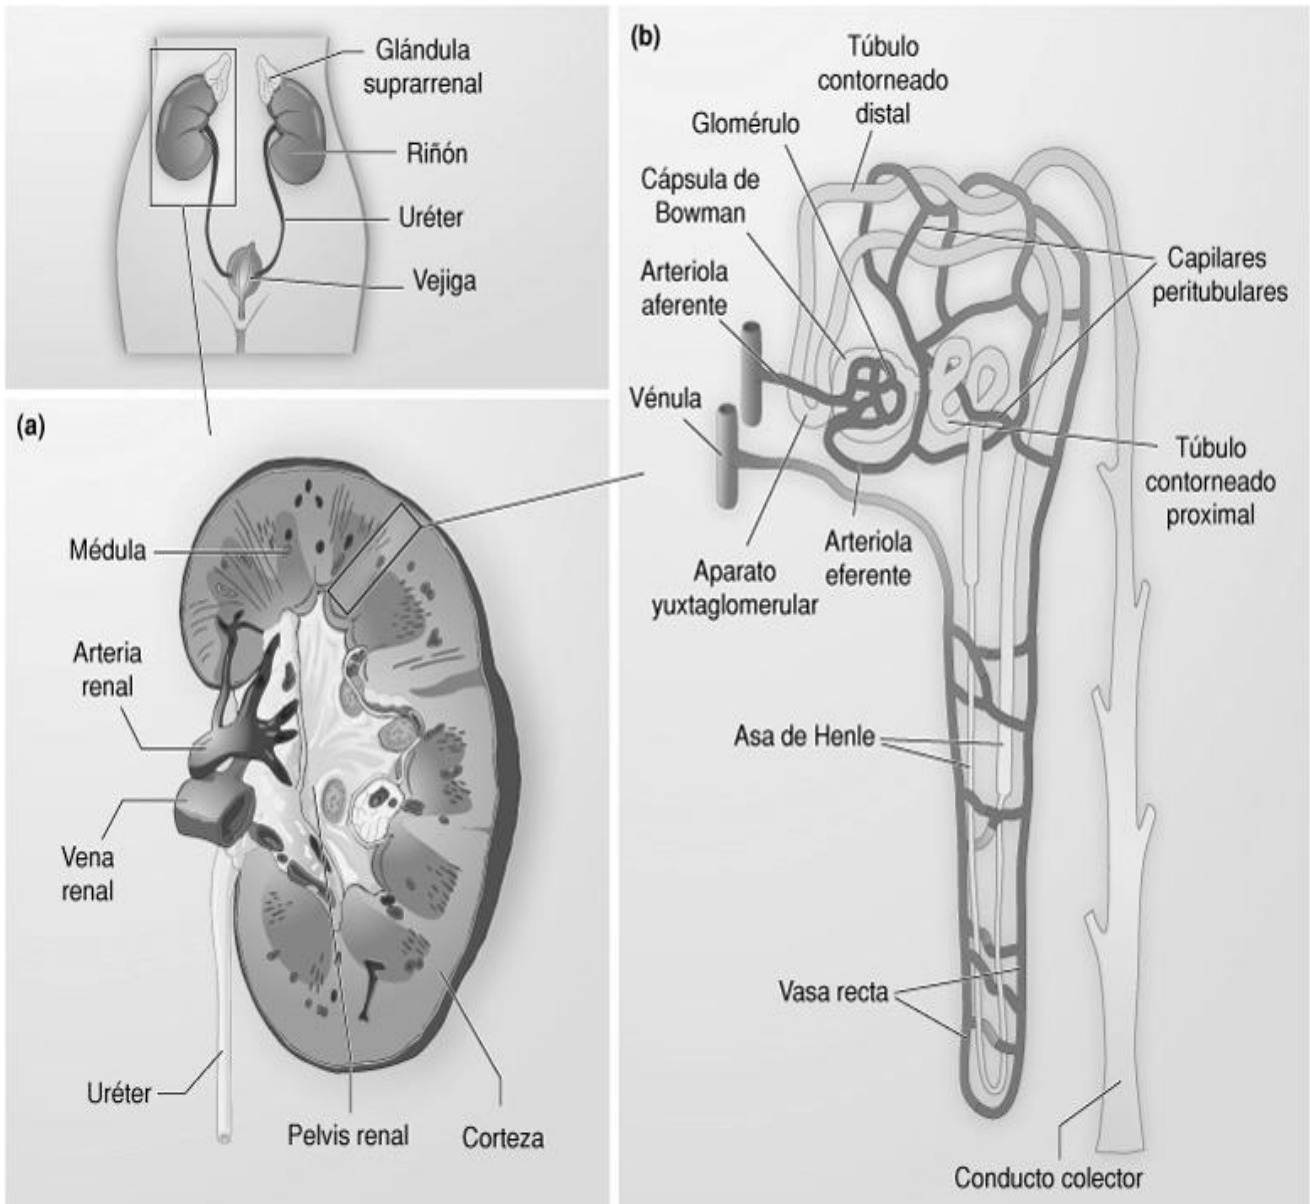 Glándula
suprarrenal
Riñón
Uréter
Vejiga
(a)
Médula
Arteria
renal
Vena
renal
Uréter
Pelvis renal
Corteza
(b)
Túbulo
contorneado
distal
Glomérulo
Cápsula de
Bowman
Arteriola
aferente
Capilares
peritubulares
Vénula
Túbulo
contorneado
proximal
Arteriola
eferente
Aparato
yuxtaglomerular
Asa de Henle
Vasa recta
Conducto colector